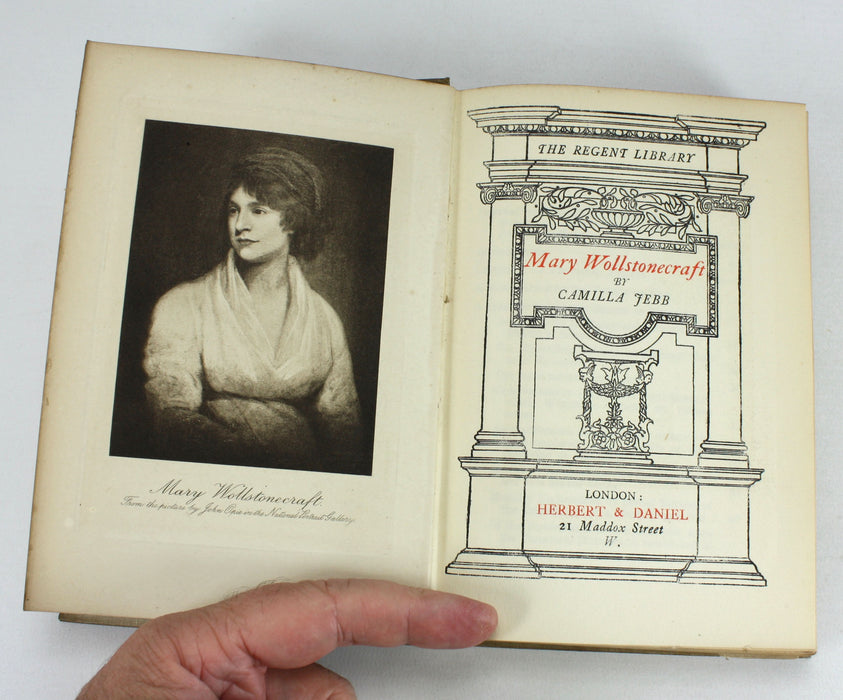 Mary Wollstonecraft.
From the picture by John Opie in the National Portrait Gallery.
THE REGENT LIBRARY
Mary Wollstonecraft
BY
CAMILLA JEBB
LONDON:
HERBERT & DANIEL
21 Maddox Street
W.